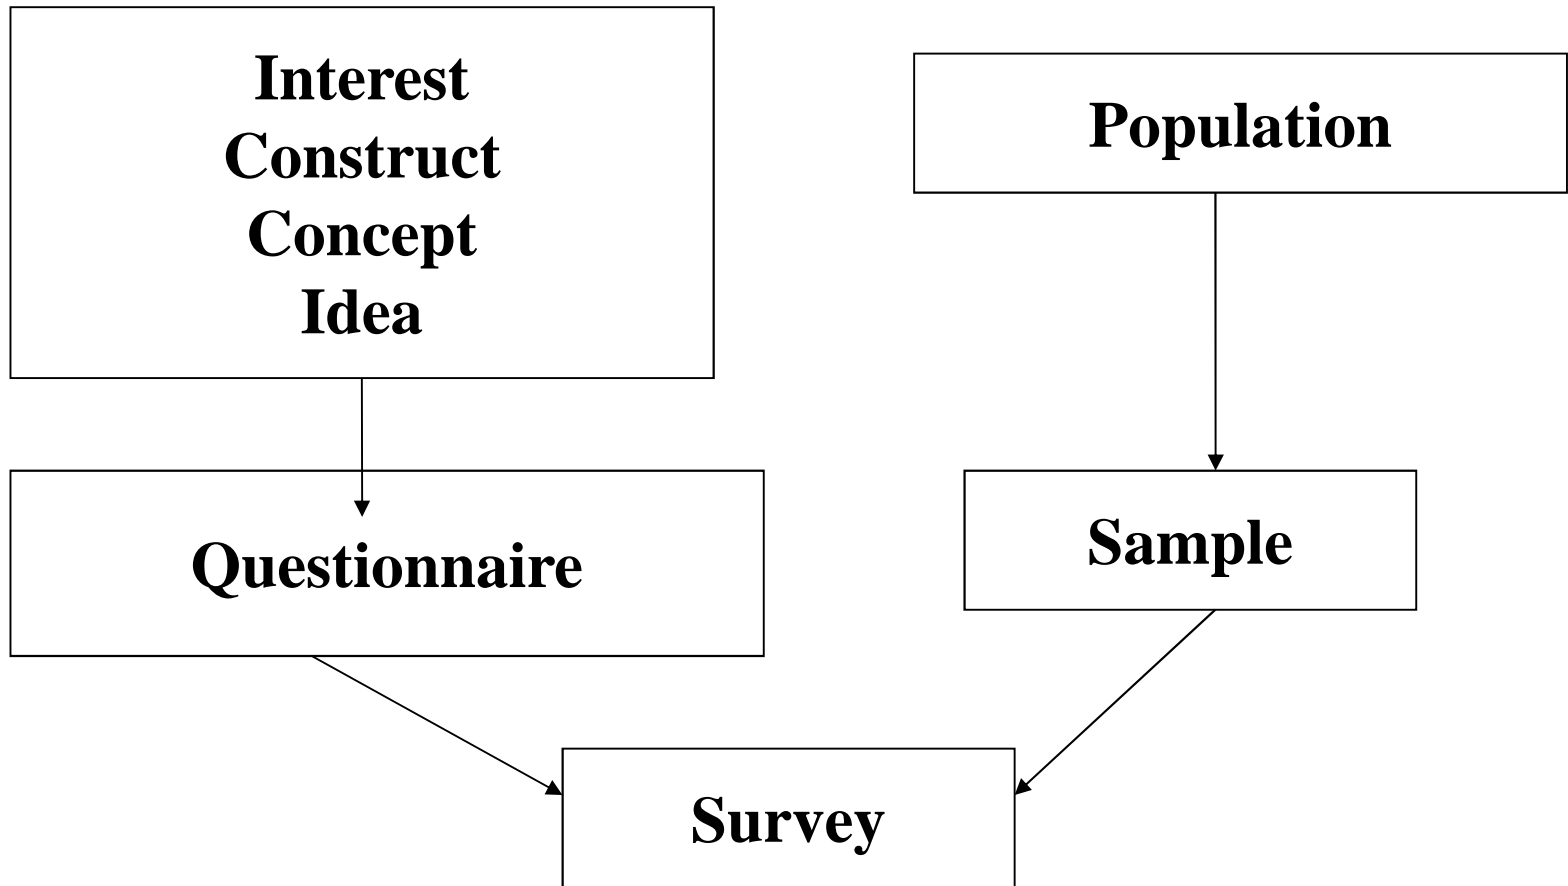 Interest
Construct
Concept
Idea
Population
Questionnaire
Sample
Survey